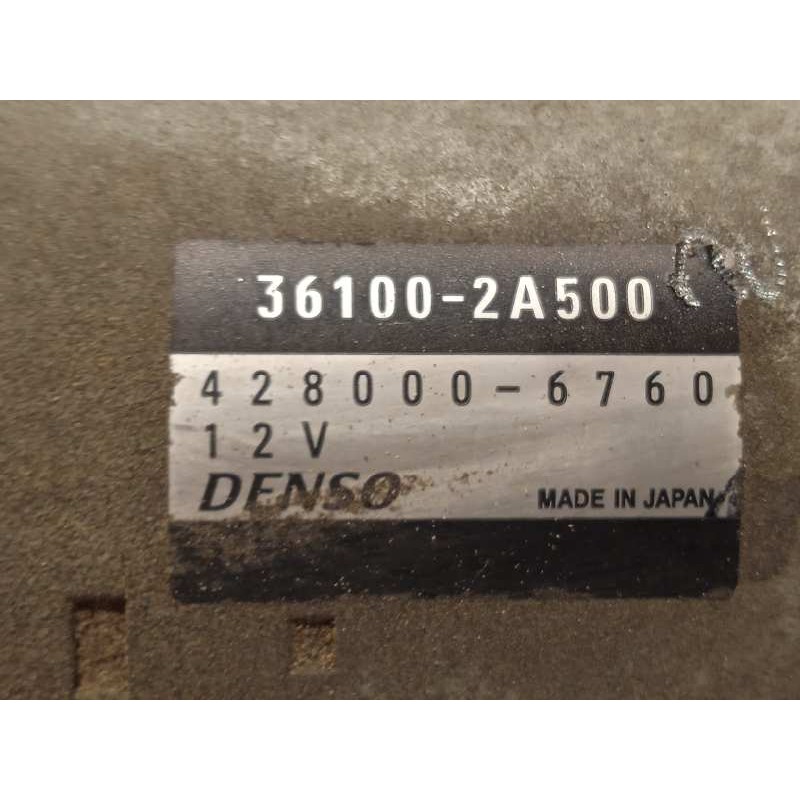 36100-2A500
428000-6760
12V
DENSO
MADE IN JAPAN